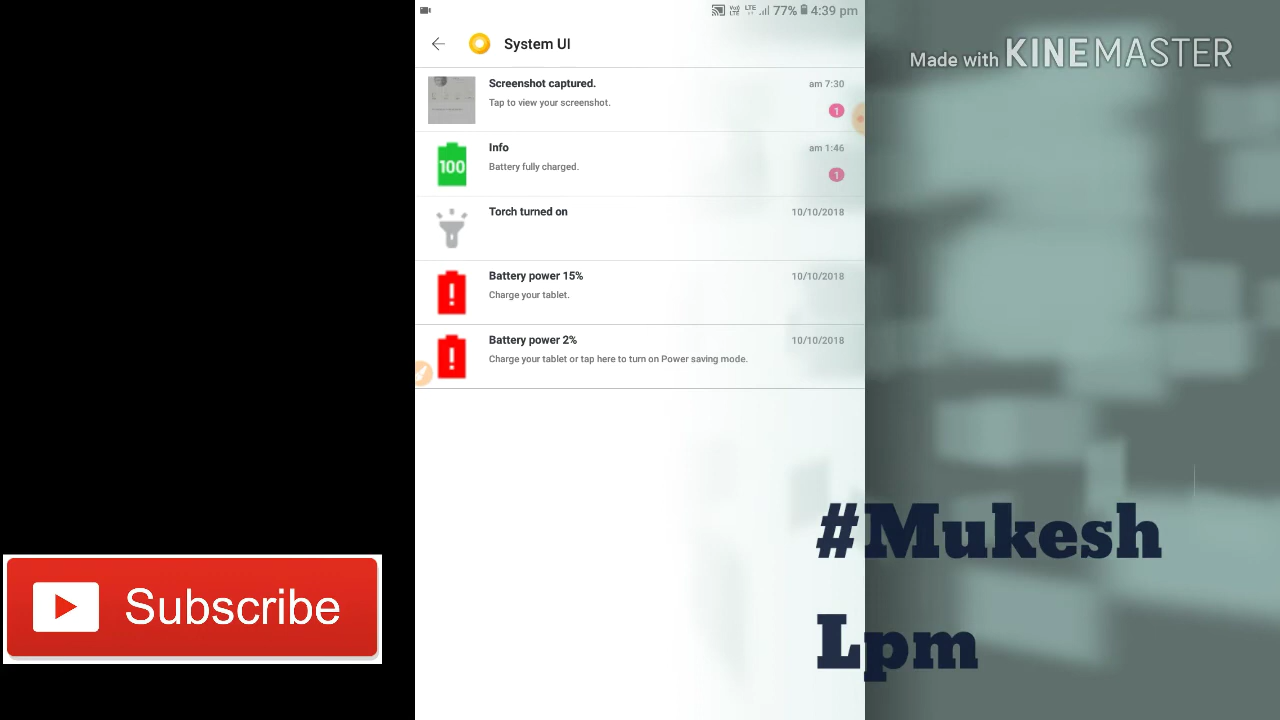 77% 4:39 pm
Made with KINEMASTER
System UI
Screenshot captured. am 7:30
Tap to view your screenshot.
1
Info am 1:46
100
Battery fully charged.
1
Torch turned on 10/10/2018
Battery power 15% 10/10/2018
Charge your tablet.
Battery power 2% 10/10/2018
Charge your tablet or tap here to turn on Power saving mode.
#Mukesh
Subscribe
Lpm